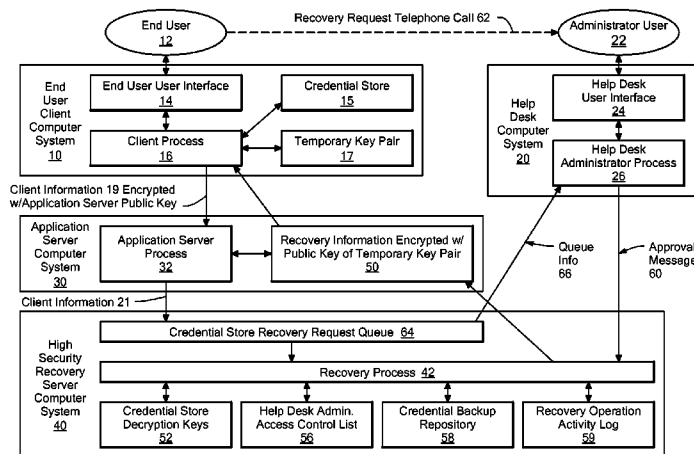 End User
12
Recovery Request Telephone Call 62
Administrator User
22
End
User
Client
Computer
System
10
End User User Interface
14
Credential Store
15
Client Process
16
Temporary Key Pair
17
Help
Desk
Computer
System
20
Help Desk
User Interface
24
Help Desk
Administrator Process
26
Client Information 19 Encrypted
w/Application Server Public Key
Application
Server
Computer
System
30
Application Server
Process
32
Recovery Information Encrypted w/
Public Key of Temporary Key Pair
50
Queue
Info
66
Approval
Message
60
Client Information 21
High
Security
Recovery
Server
Computer
System
40
Credential Store Recovery Request Queue 64
Recovery Process 42
Credential Store
Decryption Keys
52
Help Desk Admin.
Access Control List
56
Credential Backup
Repository
58
Recovery Operation
Activity Log
59